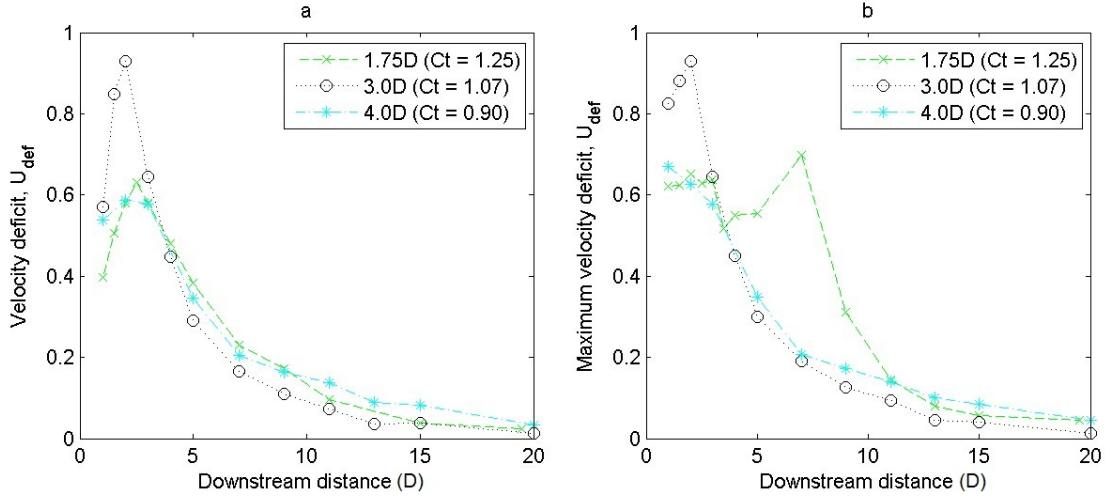 a
1
0.8
0.6
0.4
0.2
0
0
5
10
15
20
Velocity deficit, U_def
Downstream distance (D)
1.75D (Ct = 1.25)
3.0D (Ct = 1.07)
4.0D (Ct = 0.90)
b
1
0.8
0.6
0.4
0.2
0
0
5
10
15
20
Maximum velocity deficit, U_def
Downstream distance (D)
1.75D (Ct = 1.25)
3.0D (Ct = 1.07)
4.0D (Ct = 0.90)